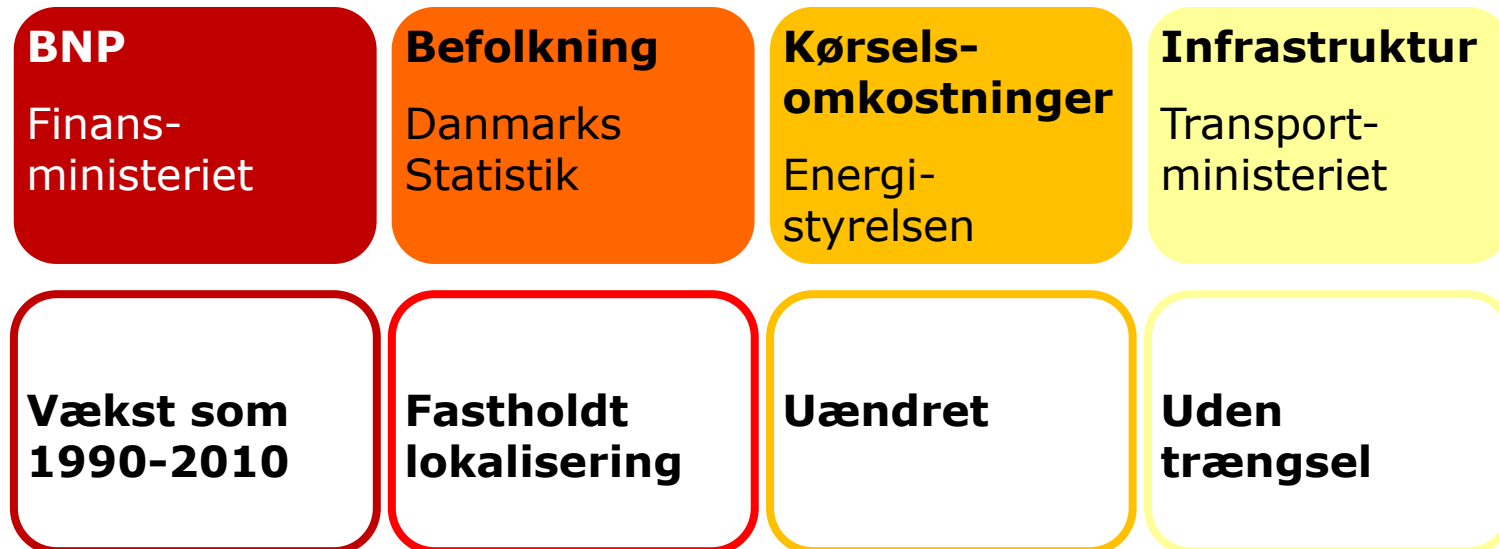 BNP
Finans-
ministeriet
Befolkning
Danmarks
Statistik
Kørsels-
omkostninger
Energi-
styrelsen
Infrastruktur
Transport-
ministeriet
Vækst som
1990-2010
Fastholdt
lokalisering
Uændret
Uden
trængsel